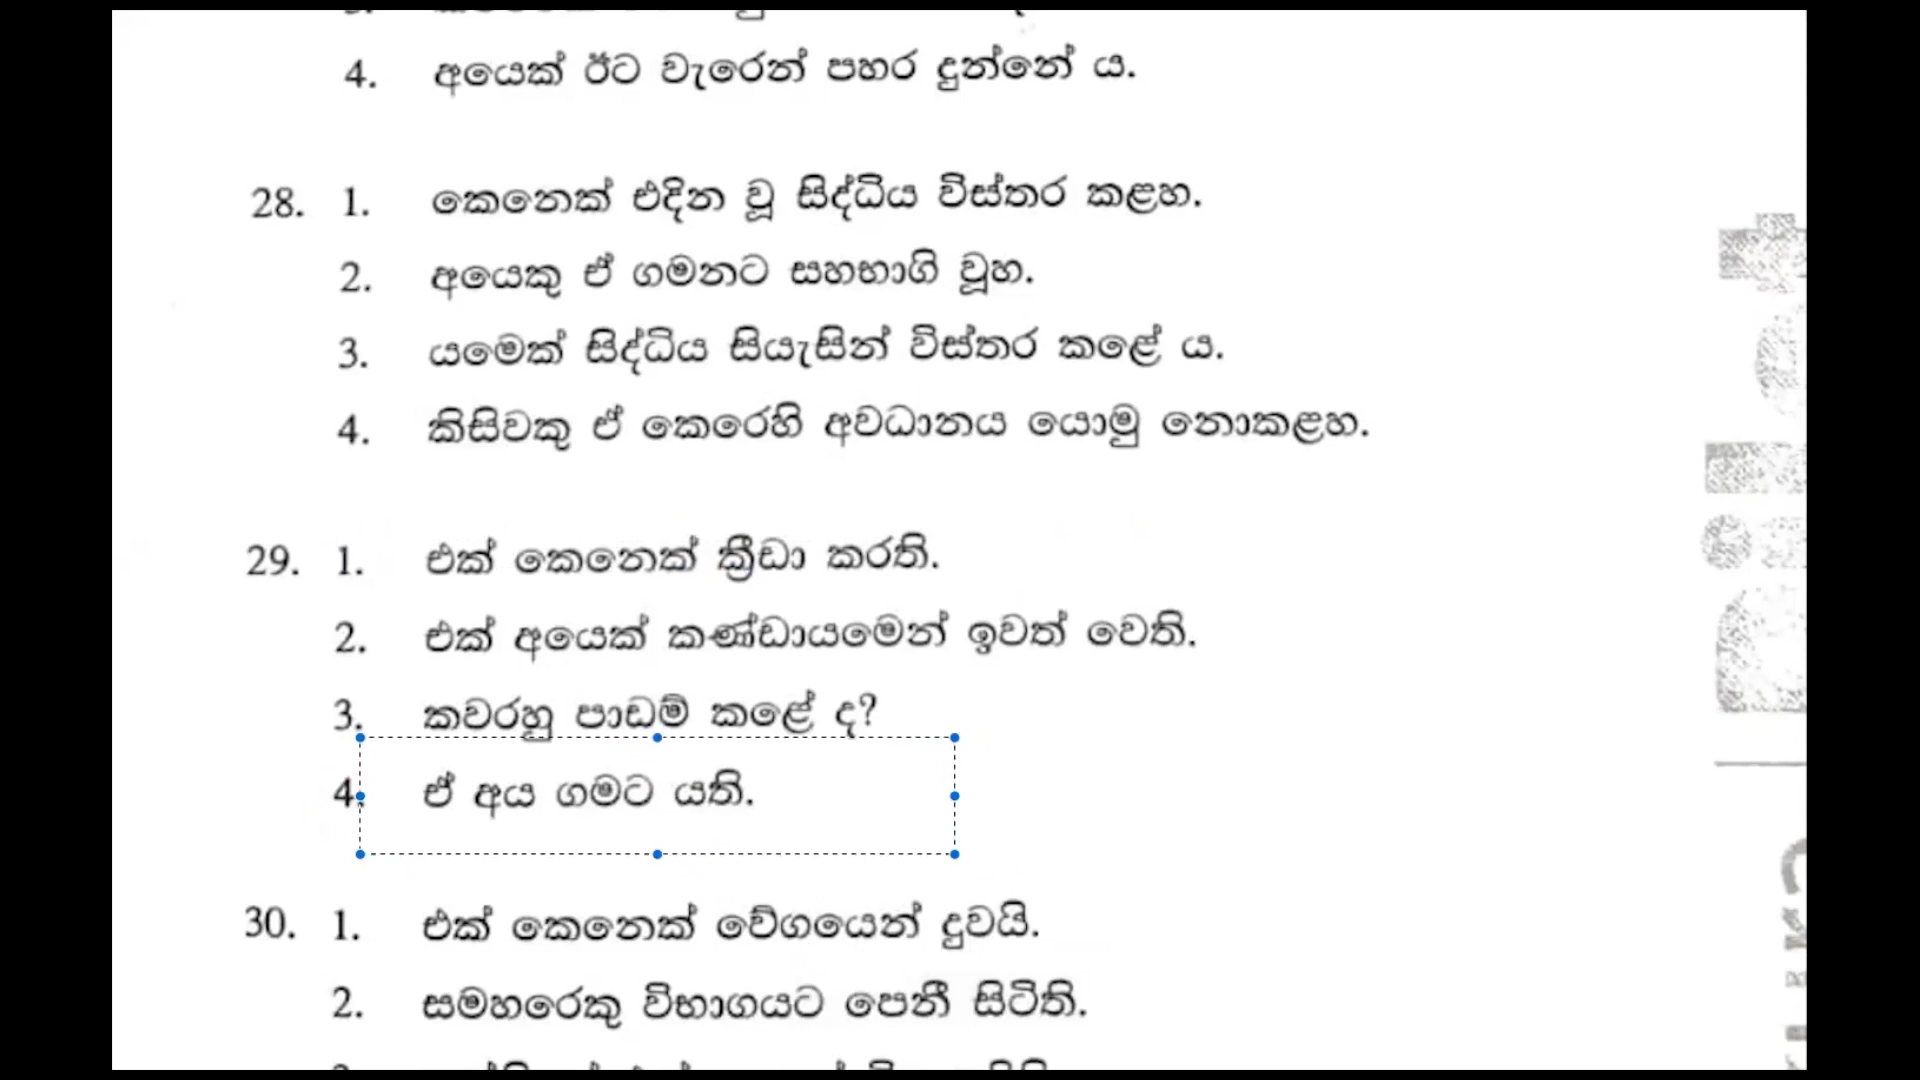 4. අයෙක් ඊට වැරෙන් පහර දුන්නේ ය.
28. 1. කෙනෙක් එදින වූ සිද්ධිය විස්තර කළහ.
2. අයෙකු ඒ ගමනට සහභාගි වූහ.
3. යමෙක් සිද්ධිය සියැසින් විස්තර කළේ ය.
4. කිසිවකු ඒ කෙරෙහි අවධානය යොමු නොකළහ.
29. 1. එක් කෙනෙක් ක්‍රීඩා කරති.
2. එක් අයෙක් කණ්ඩායමෙන් ඉවත් වෙති.
3. කවරහු පාඩම් කළේ ද?
4. ඒ අය ගමට යති.
30. 1. එක් කෙනෙක් වේගයෙන් දුවයි.
2. සමහරෙකු විභාගයට පෙනී සිටිති.